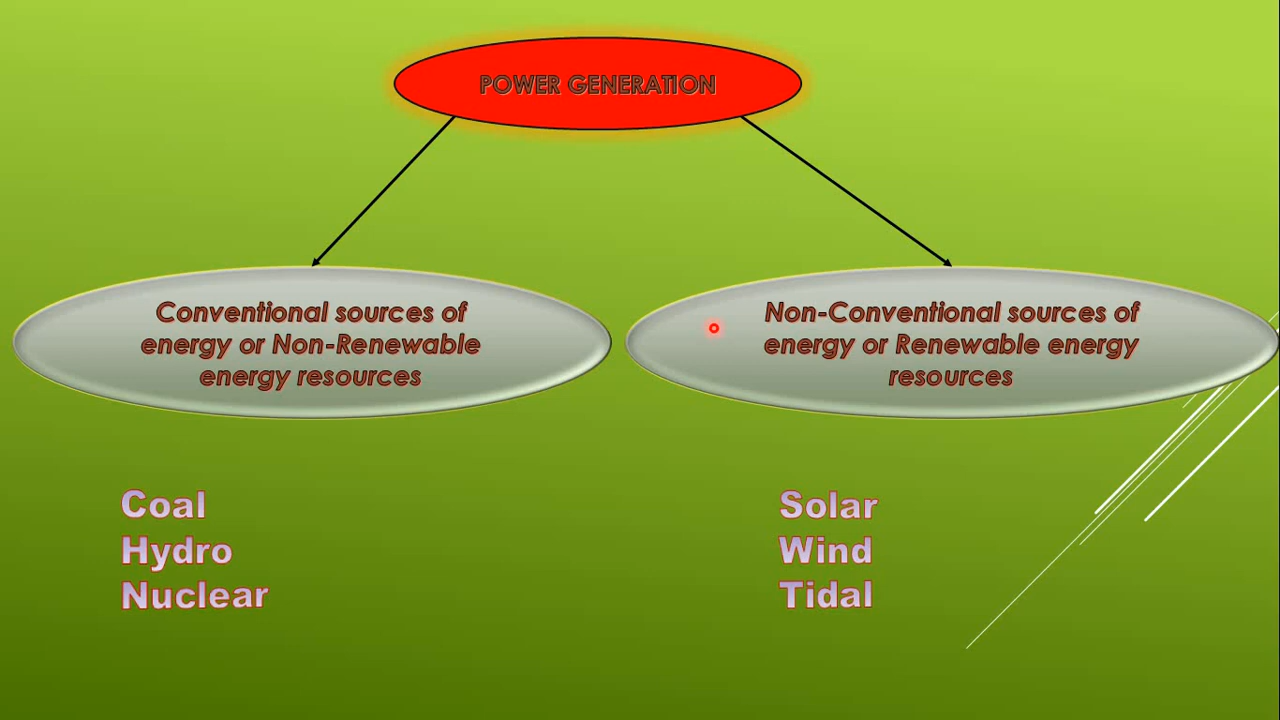 POWER GENERATION
Conventional sources of
energy or Non-Renewable
energy resources
Non-Conventional sources of
energy or Renewable energy
resources
Coal
Hydro
Nuclear
Solar
Wind
Tidal